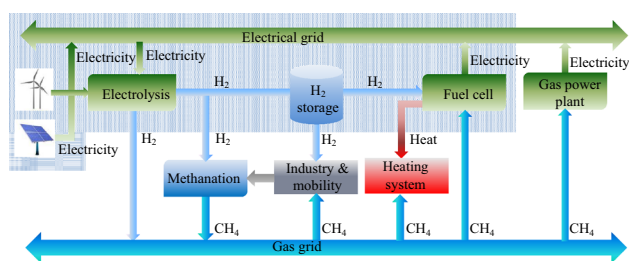 Electrical grid
Electricity
Electricity
Electricity
Electricity
Electrolysis
H₂
H₂
storage
H₂
Fuel cell
Gas power
plant
Electricity
H₂
H₂
H₂
Heat
Methanation
Industry &
mobility
Heating
system
CH₄
CH₄
CH₄
CH₄
CH₄
Gas grid